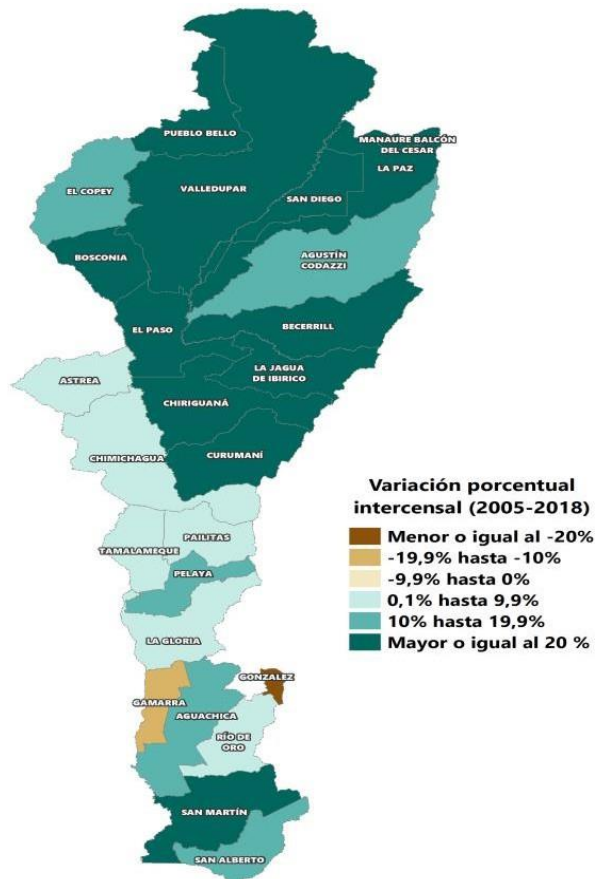 PUEBLO BELLO
MANAURE BALCÓN
DEL CESAR
LA PAZ
EL COPEY
VALLEDUPAR
SAN DIEGO
BOSCONIA
AGUSTÍN
CODAZZI
EL PASO
BECERRILL
LA JAGUA
DE IBIRICO
ASTREA
CHIRIGUANÁ
CHIMICHAGUA
CURUMANÍ
Variación porcentual
intercensal (2005-2018)
Menor o igual al -20%
-19,9% hasta -10%
-9,9% hasta 0%
0,1% hasta 9,9%
10% hasta 19,9%
Mayor o igual al 20 %
PAILITAS
TAMALAMEQUE
PELAYA
LA GLORIA
GONZALEZ
GAMARRA
AGUACHICA
RÍO DE
ORO
SAN MARTÍN
SAN ALBERTO